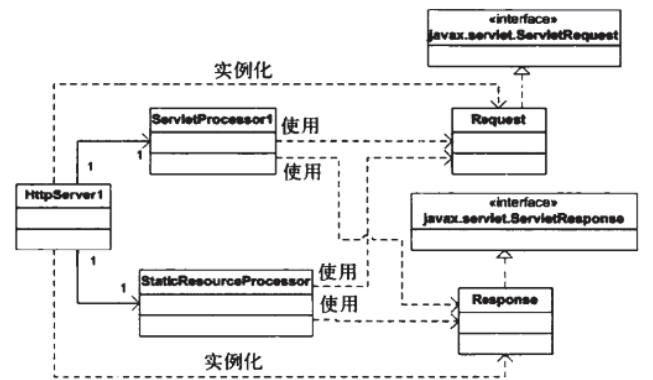 «interface»
javax.servlet.ServletRequest
实例化
ServletProcessor1
使用
Request
1
1
使用
HttpServer1
«interface»
javax.servlet.ServletResponse
1
1
StaticResourceProcessor
使用
使用
Response
实例化